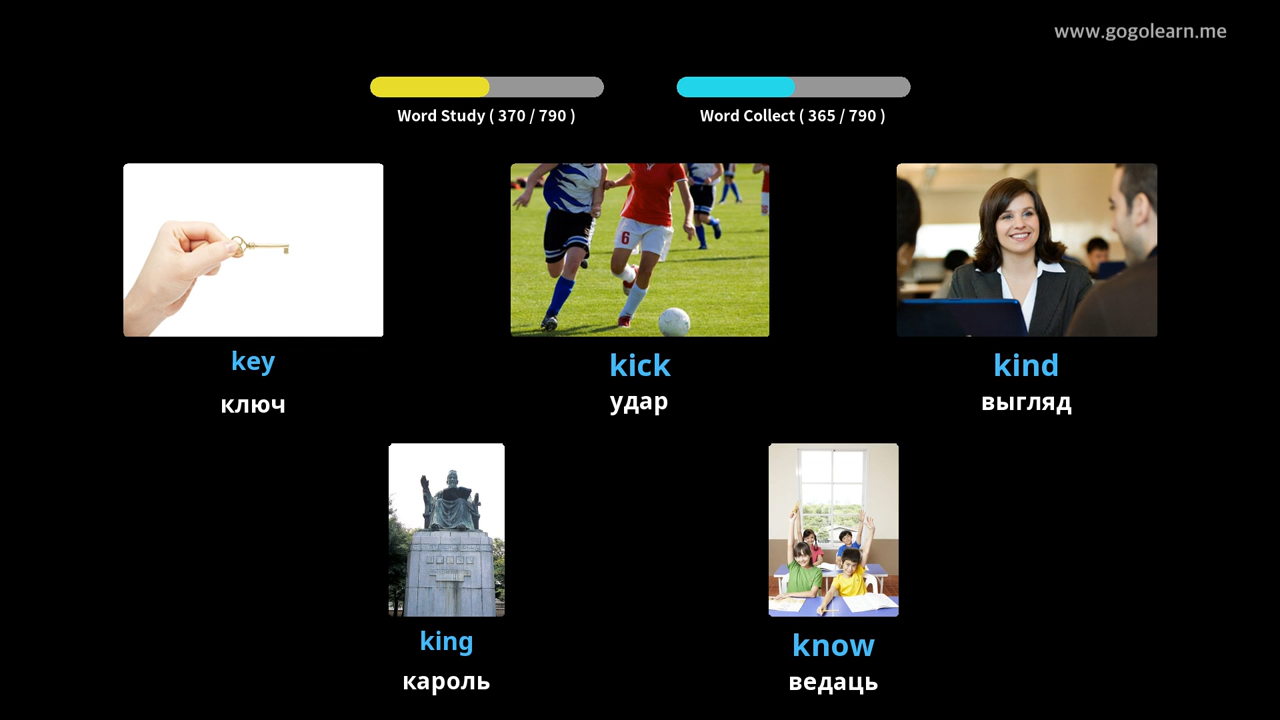 www.gogolearn.me
Word Study ( 370 / 790 )
Word Collect ( 365 / 790 )
key
ключ
kick
удар
kind
выгляд
6
king
кароль
know
ведаць